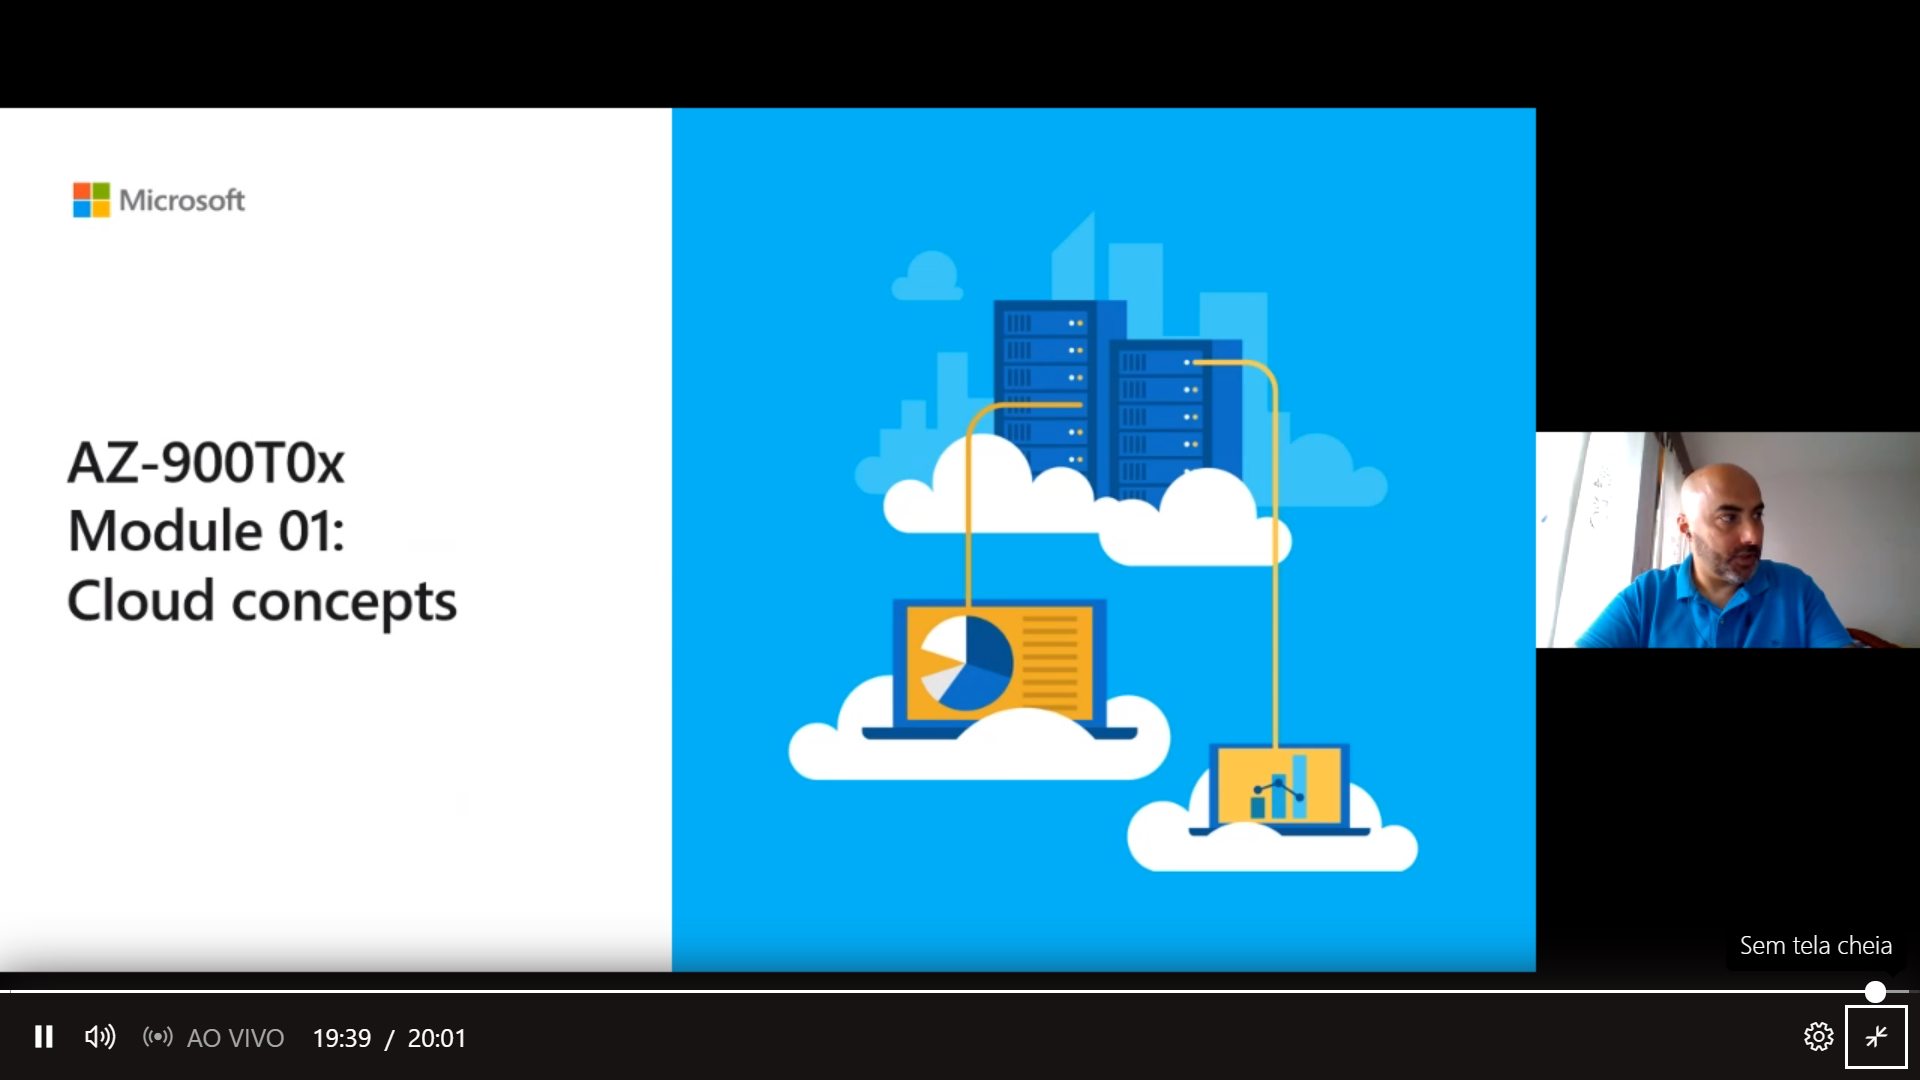 Microsoft
AZ-900T0x
Module 01:
Cloud concepts
Sem tela cheia
AO VIVO 19:39 / 20:01